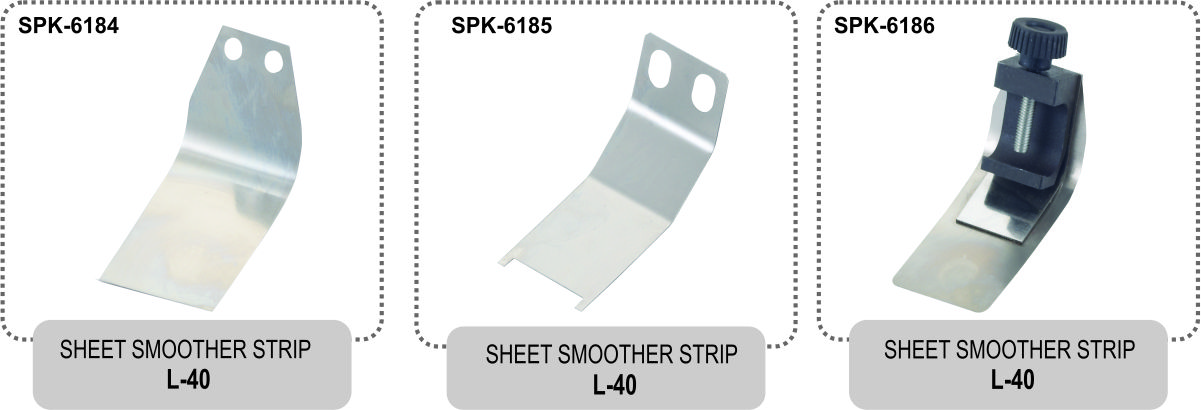 SPK-6184
SHEET SMOOTHER STRIP
L-40
SPK-6185
SHEET SMOOTHER STRIP
L-40
SPK-6186
SHEET SMOOTHER STRIP
L-40